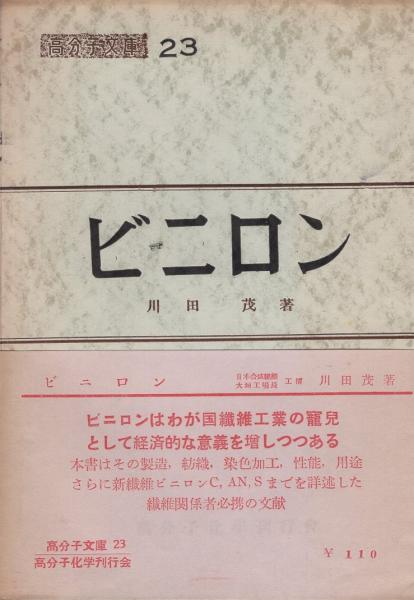 高分子文庫 23
ビニロン
川田 茂著
ビニロン 日本合成繊維 大垣工場長 工博 川田茂著
ビニロンはわが国繊維工業の寵兒
として経済的な意義を増しつつある
本書はその製造，紡織，染色加工，性能，用途
さらに新繊維ビニロンC, AN, Sまでを詳述した
繊維関係者必携の文献
高分子文庫 23
高分子化学刊行会
¥ 110